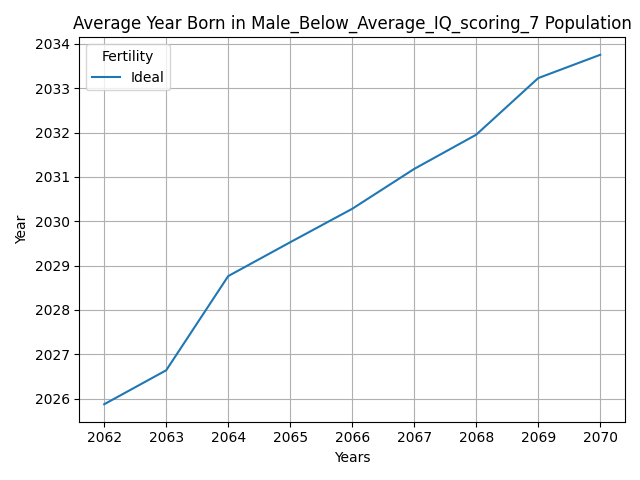 Average Year Born in Male_Below_Average_IQ_scoring_7 Population
Fertility
Ideal
2034
2033
2032
2031
2030
2029
2028
2027
2026
Year
2062 2063 2064 2065 2066 2067 2068 2069 2070
Years